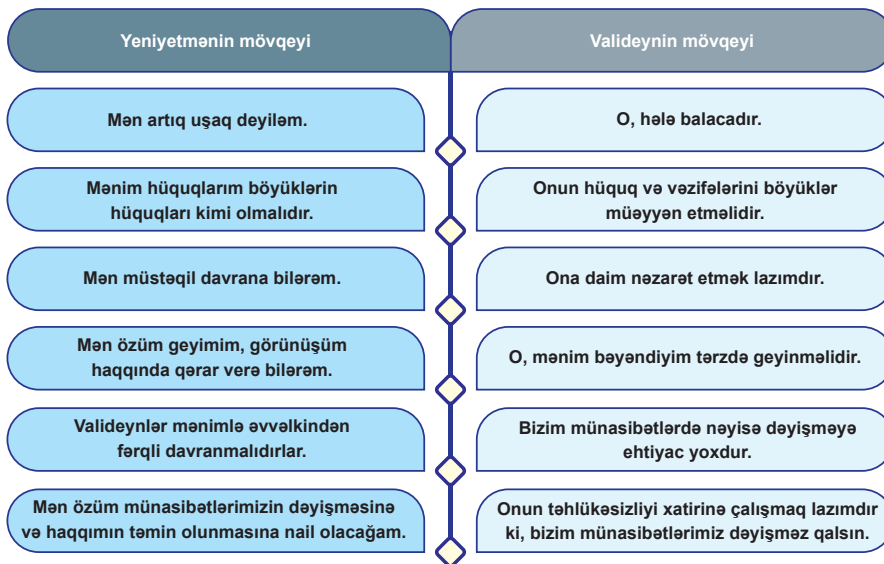 Yeniyetmənin mövqeyi
Valideynin mövqeyi
Mən artıq uşaq deyiləm.
O, hələ balacadır.
Mənim hüquqlarım böyüklərin
hüquqları kimi olmalıdır.
Onun hüquq və vəzifələrini böyüklər
müəyyən etməlidir.
Mən müstəqil davrana bilərəm.
Ona daim nəzarət etmək lazımdır.
Mən özüm geyimim, görünüşüm
haqqında qərar verə bilərəm.
O, mənim bəyəndiyim tərzdə geyinməlidir.
Valideynlər mənimlə əvvəlkindən
fərqli davranmalıdırlar.
Bizim münasibətlərdə nəyisə dəyişməyə
ehtiyac yoxdur.
Mən özüm münasibətlərimizin dəyişməsinə
və haqqımın təmin olunmasına nail olacağam.
Onun təhlükəsizliyi xatirinə çalışmaq lazımdır
ki, bizim münasibətlərimiz dəyişməz qalsın.